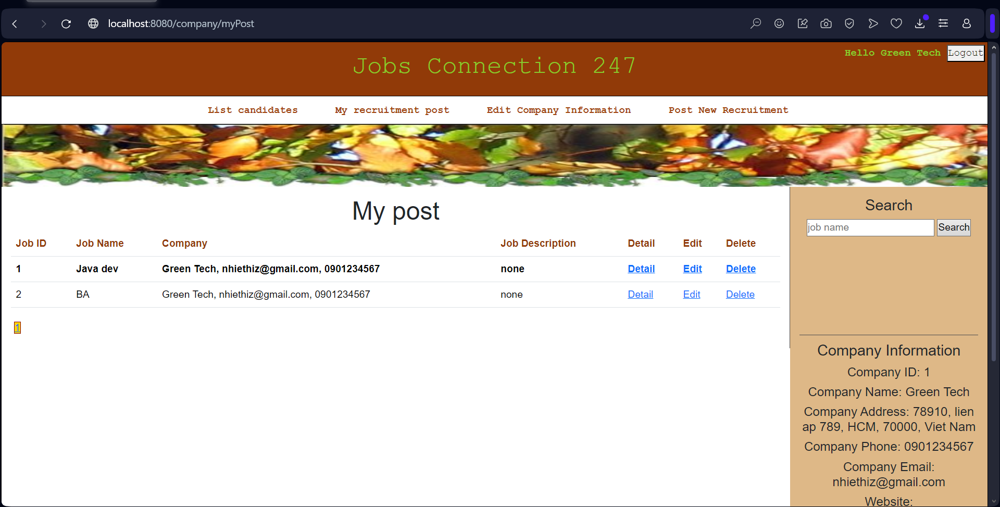 localhost:8080/company/myPost
Hello Green Tech Logout
Jobs Connection 247
List candidates My recruitment post Edit Company Information Post New Recruitment
My post
Job ID Job Name Company Job Description Detail Edit Delete
1 Java dev Green Tech, nhiethiz@gmail.com, 0901234567 none Detail Edit Delete
2 BA Green Tech, nhiethiz@gmail.com, 0901234567 none Detail Edit Delete
1
Search
job name Search
Company Information
Company ID: 1
Company Name: Green Tech
Company Address: 78910, lien
ap 789, HCM, 70000, Viet Nam
Company Phone: 0901234567
Company Email:
nhiethiz@gmail.com
Website: